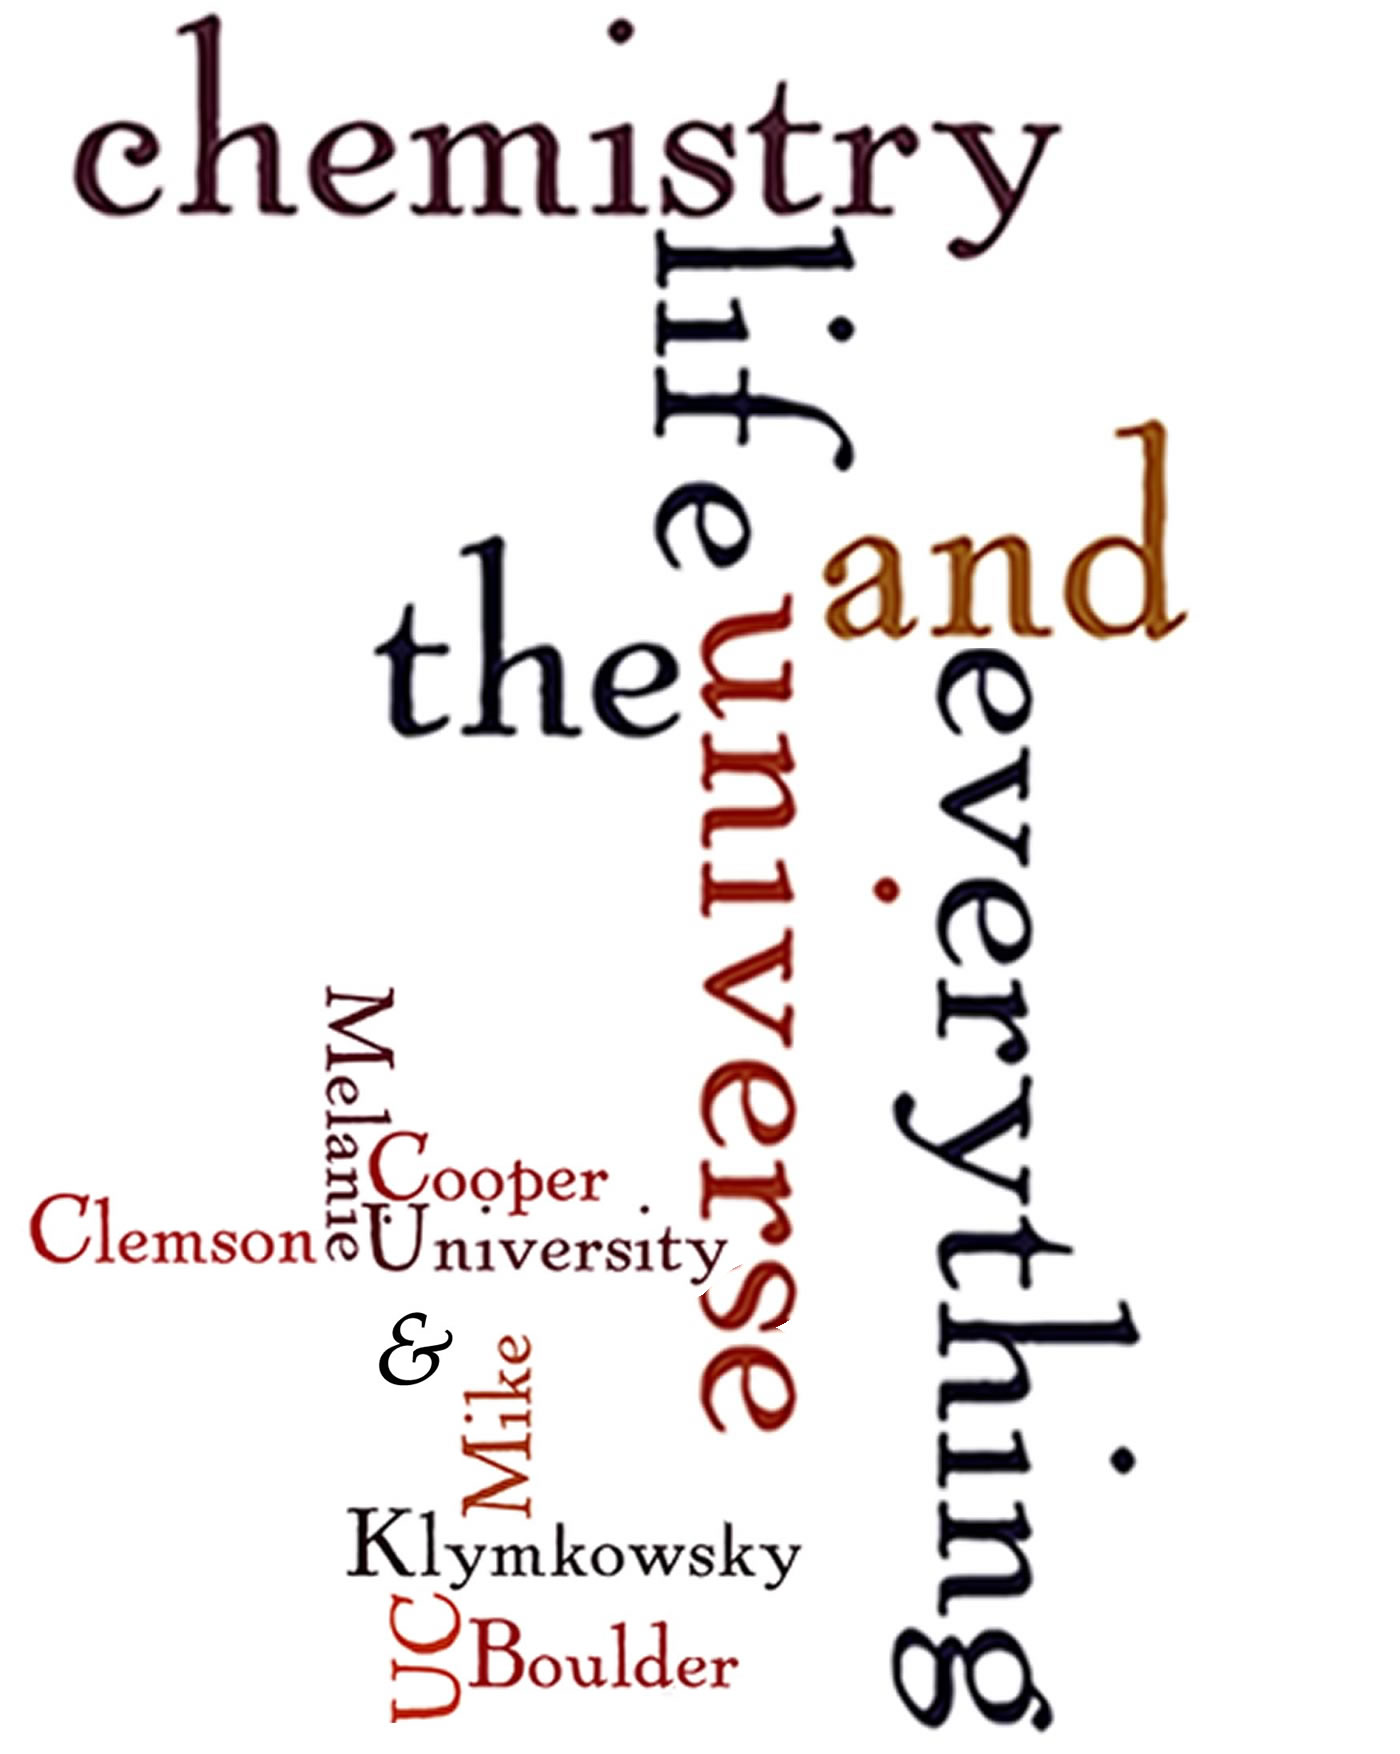 chemistry
life
the
universe
and
everything
Melanie
Cooper
Clemson
University
&
Mike
Klymkowsky
UC
Boulder